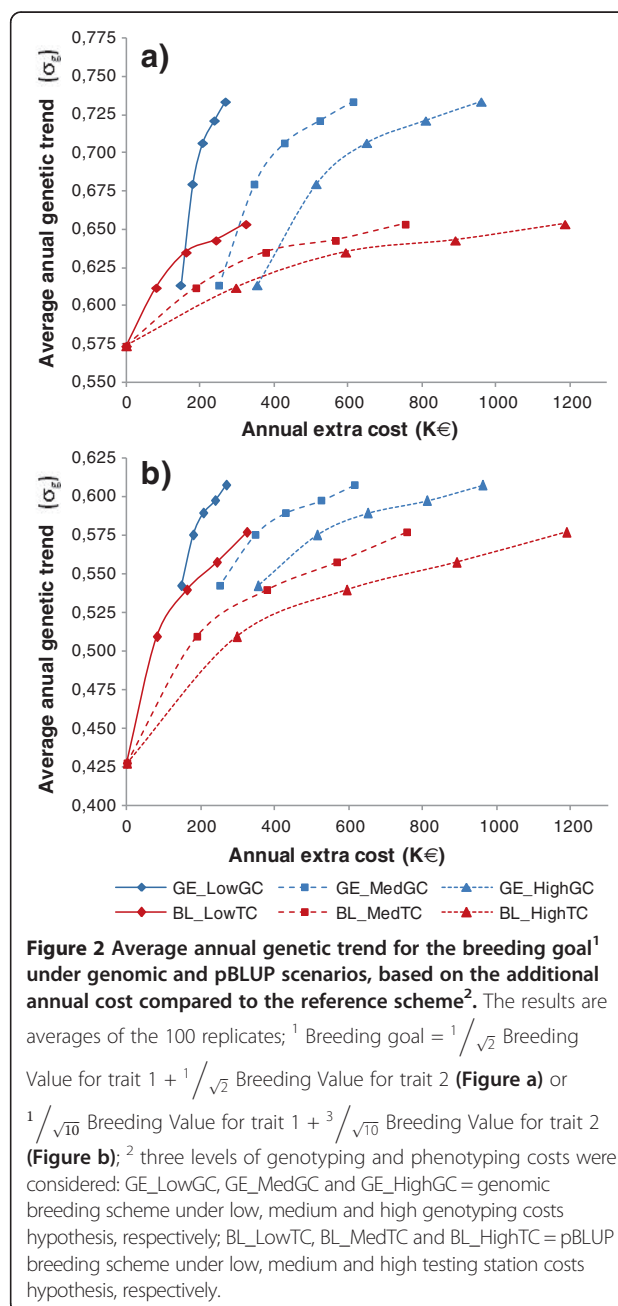 a)
Average anual genetic trend (σg)
0,775
0,750
0,725
0,700
0,675
0,650
0,625
0,600
0,575
0,550
0 200 400 600 800 1000 1200
Annual extra cost (K€)
b)
Average anual genetic trend (σg)
0,625
0,600
0,575
0,550
0,525
0,500
0,475
0,450
0,425
0,400
0 200 400 600 800 1000 1200
Annual extra cost (K€)
GE_LowGC GE_MedGC GE_HighGC
BL_LowTC BL_MedTC BL_HighTC
Figure 2 Average annual genetic trend for the breeding goal¹
under genomic and pBLUP scenarios, based on the additional
annual cost compared to the reference scheme². The results are
averages of the 100 replicates; ¹ Breeding goal = 1/√2 Breeding
Value for trait 1 + 1/√2 Breeding Value for trait 2 (Figure a) or
1/√10 Breeding Value for trait 1 + 3/√10 Breeding Value for trait 2
(Figure b); ² three levels of genotyping and phenotyping costs were
considered: GE_LowGC, GE_MedGC and GE_HighGC = genomic
breeding scheme under low, medium and high genotyping costs
hypothesis, respectively; BL_LowTC, BL_MedTC and BL_HighTC = pBLUP
breeding scheme under low, medium and high testing station costs
hypothesis, respectively.